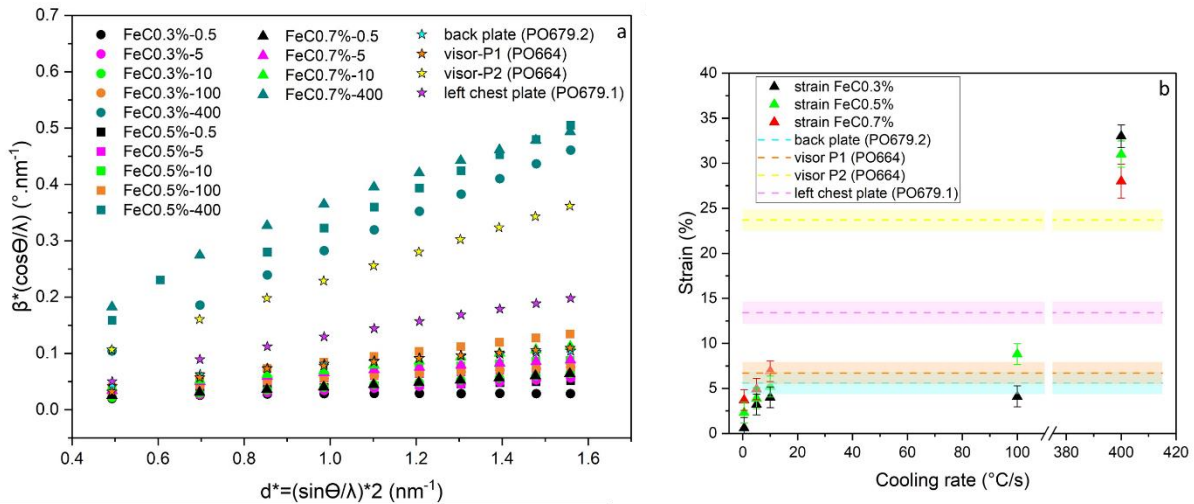 a
0.7
0.6
0.5
0.4
0.3
0.2
0.1
0.0
β*(cosΘ/λ) (°.nm-1)
FeC0.3%-0.5
FeC0.3%-5
FeC0.3%-10
FeC0.3%-100
FeC0.3%-400
FeC0.5%-0.5
FeC0.5%-5
FeC0.5%-10
FeC0.5%-100
FeC0.5%-400
FeC0.7%-0.5
FeC0.7%-5
FeC0.7%-10
FeC0.7%-400
back plate (PO679.2)
visor-P1 (PO664)
visor-P2 (PO664)
left chest plate (PO679.1)
0.4 0.6 0.8 1.0 1.2 1.4 1.6
d*=(sinΘ/λ)*2 (nm-1)
b
40
35
30
25
20
15
10
5
0
Strain (%)
strain FeC0.3%
strain FeC0.5%
strain FeC0.7%
back plate (PO679.2)
visor P1 (PO664)
visor P2 (PO664)
left chest plate (PO679.1)
0 20 40 60 80 100 380 400 420
Cooling rate (°C/s)